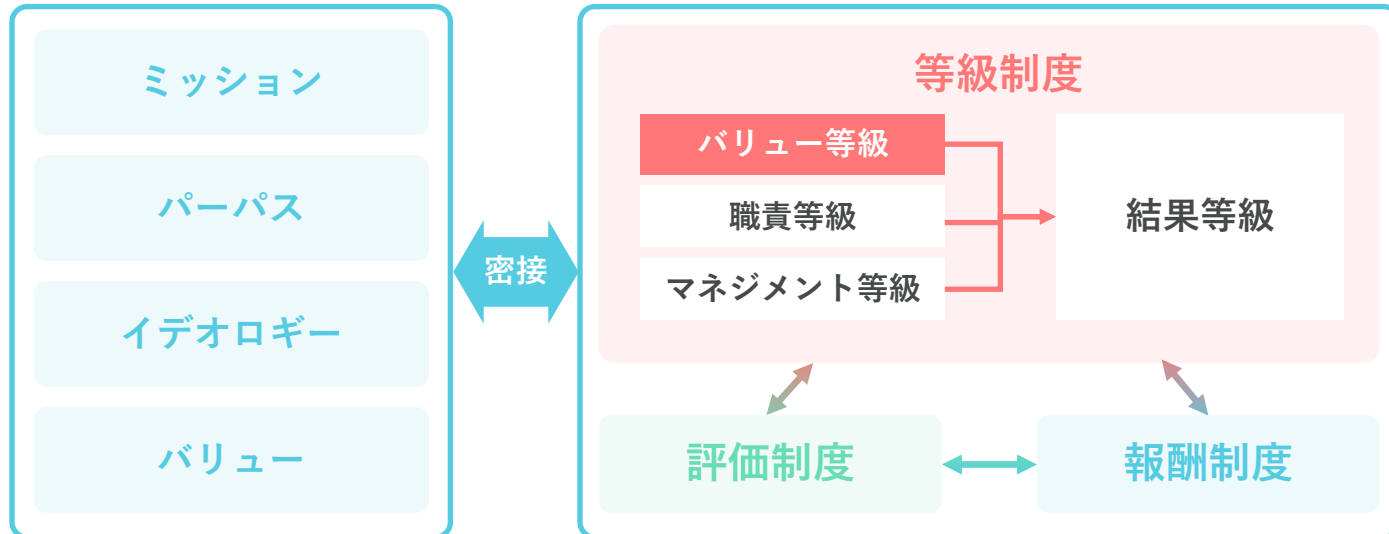 ミッション
パーパス
イデオロギー
バリュー
密接
等級制度
バリュー等級
職責等級
マネジメント等級
結果等級
評価制度
報酬制度